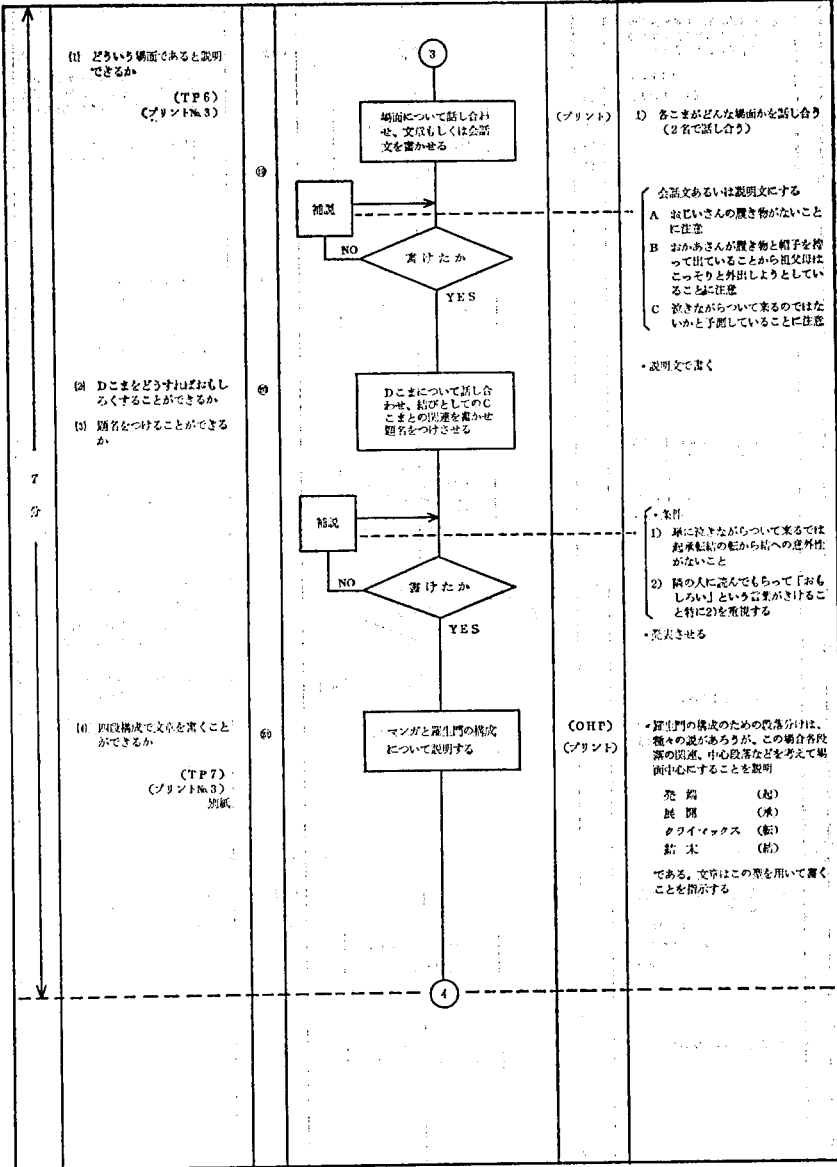 7
分
(1) どういう場面であると説明
できるか
(TP6)
(プリント№3)
(2) Dこまをどうすればおもし
ろくすることができるか
(3) 題名をつけることができる
か
(4) 四段構成で文章を書くこと
ができるか
(TP7)
(プリント№3)
別紙
⑲
⑳
㉑
3
場面について話し合わ
せ、文章もしくは会話
文を書かせる
補説
NO
書けたか
YES
Dこまについて話し合
わせ、結びとしてのC
こまとの関連を書かせ
題名をつけさせる
補説
NO
書けたか
YES
マンガと羅生門の構成
について説明する
4
(プリント)
(OHP)
(プリント)
1) 各こまがどんな場面かを話し合う
(2名で話し合う)
会話文あるいは説明文にする
A おじいさんの履き物がないこと
に注意
B おかあさんが履き物と帽子を持
って出ていることから祖父母は
こっそりと外出しようとしてい
ることに注意
C 泣きながらついて来るのではな
いかと予測していることに注意
・説明文で書く
・条件
1) 単に泣きながらついて来るでは
起承転結の転から結への意外性
がないこと
2) 隣の人に読んでもらって「おも
しろい」という言葉がきけるこ
と特に2)を重視する
・発表させる
・羅生門の構成のための段落分けは、
種々の説があろうが、この場合各段
落の関連、中心段落などを考えて場
面中心にすることを説明
発端 (起)
展開 (承)
クライマックス (転)
結末 (結)
である。文章はこの型を用いて書く
ことを指示する